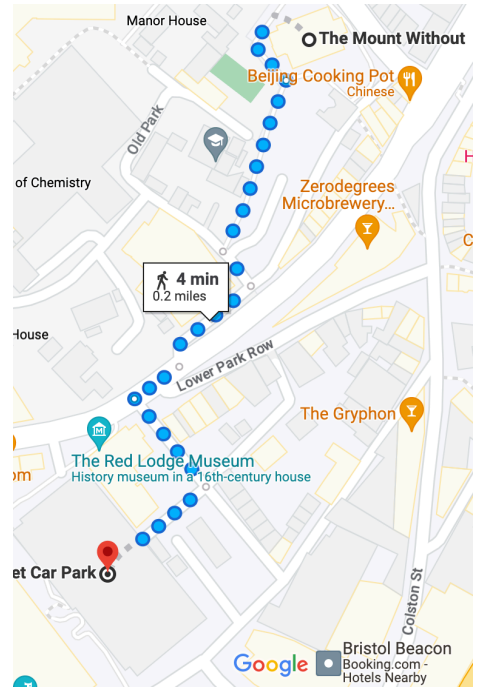 Manor House
The Mount Without
Beijing Cooking Pot
Chinese
Old Park
of Chemistry
Zerodegrees
Microbrewery...
4 min
0.2 miles
House
Lower Park Row
The Gryphon
The Red Lodge Museum
History museum in a 16th-century house
om
et Car Park
Colston St
Google
Bristol Beacon
Booking.com -
Hotels Nearby
H
C